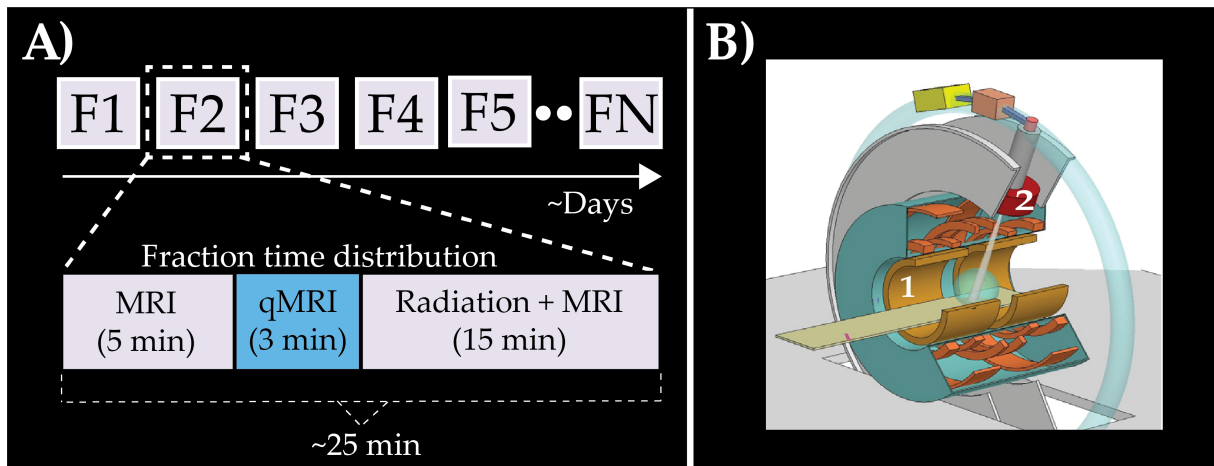 A)
F1 F2 F3 F4 F5 •• FN
~Days
Fraction time distribution
MRI
(5 min)
qMRI
(3 min)
Radiation + MRI
(15 min)
~25 min
B)
2
1